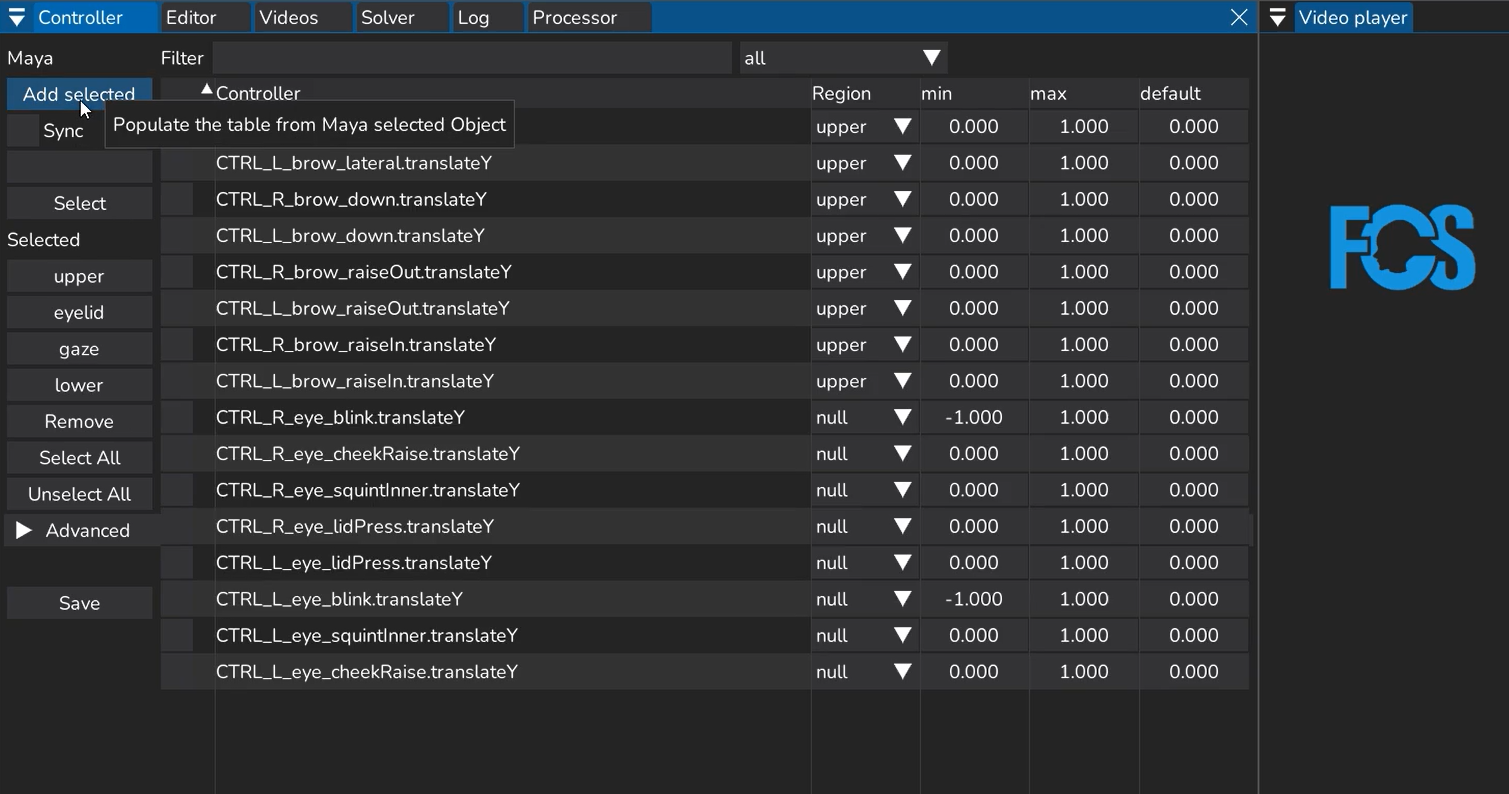 Controller Editor Videos Solver Log Processor Video player
Maya Filter all
Add selected Controller Region min max default
Populate the table from Maya selected Object
Sync upper 0.000 1.000 0.000
CTRL_L_brow_lateral.translateY upper 0.000 1.000 0.000
Select CTRL_R_brow_down.translateY upper 0.000 1.000 0.000
Selected CTRL_L_brow_down.translateY upper 0.000 1.000 0.000
upper CTRL_R_brow_raiseOut.translateY upper 0.000 1.000 0.000
eyelid CTRL_L_brow_raiseOut.translateY upper 0.000 1.000 0.000
gaze CTRL_R_brow_raiseIn.translateY upper 0.000 1.000 0.000
lower CTRL_L_brow_raiseIn.translateY upper 0.000 1.000 0.000
Remove CTRL_R_eye_blink.translateY null -1.000 1.000 0.000
Select All CTRL_R_eye_cheekRaise.translateY null 0.000 1.000 0.000
Unselect All CTRL_R_eye_squintInner.translateY null 0.000 1.000 0.000
Advanced CTRL_R_eye_lidPress.translateY null 0.000 1.000 0.000
CTRL_L_eye_lidPress.translateY null 0.000 1.000 0.000
Save CTRL_L_eye_blink.translateY null -1.000 1.000 0.000
CTRL_L_eye_squintInner.translateY null 0.000 1.000 0.000
CTRL_L_eye_cheekRaise.translateY null 0.000 1.000 0.000
FCS